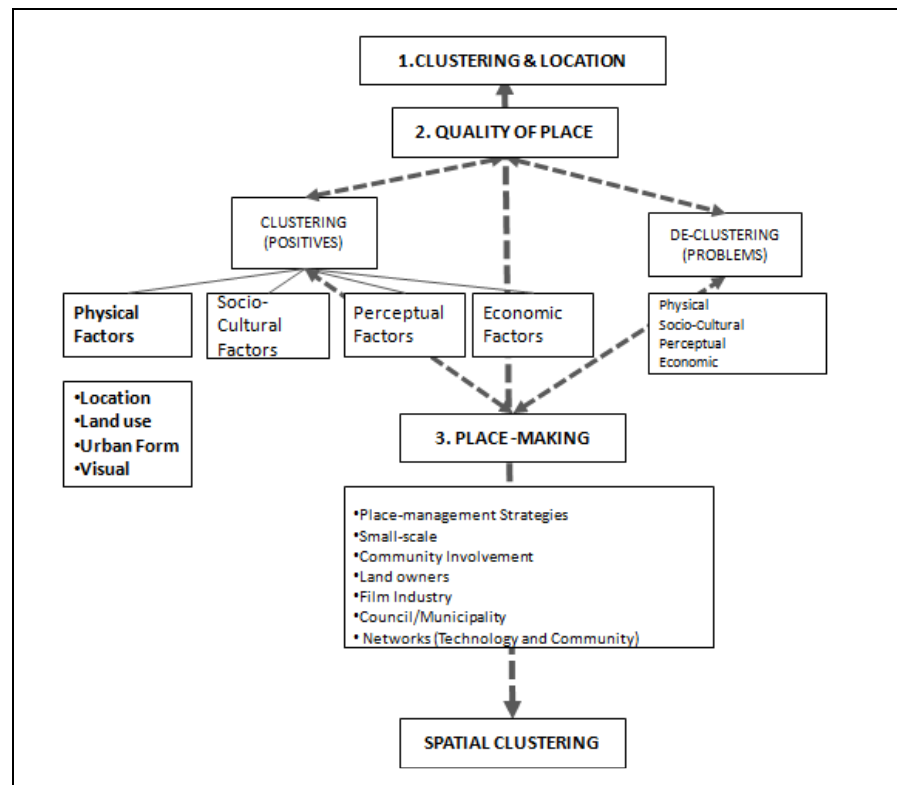 1.CLUSTERING & LOCATION
2. QUALITY OF PLACE
CLUSTERING
(POSITIVES)
DE-CLUSTERING
(PROBLEMS)
Physical
Factors
Socio-
Cultural
Factors
Perceptual
Factors
Economic
Factors
Physical
Socio-Cultural
Perceptual
Economic
•Location
•Land use
•Urban Form
•Visual
3. PLACE -MAKING
•Place-management Strategies
•Small-scale
•Community Involvement
•Land owners
•Film Industry
•Council/Municipality
• Networks (Technology and Community)
SPATIAL CLUSTERING